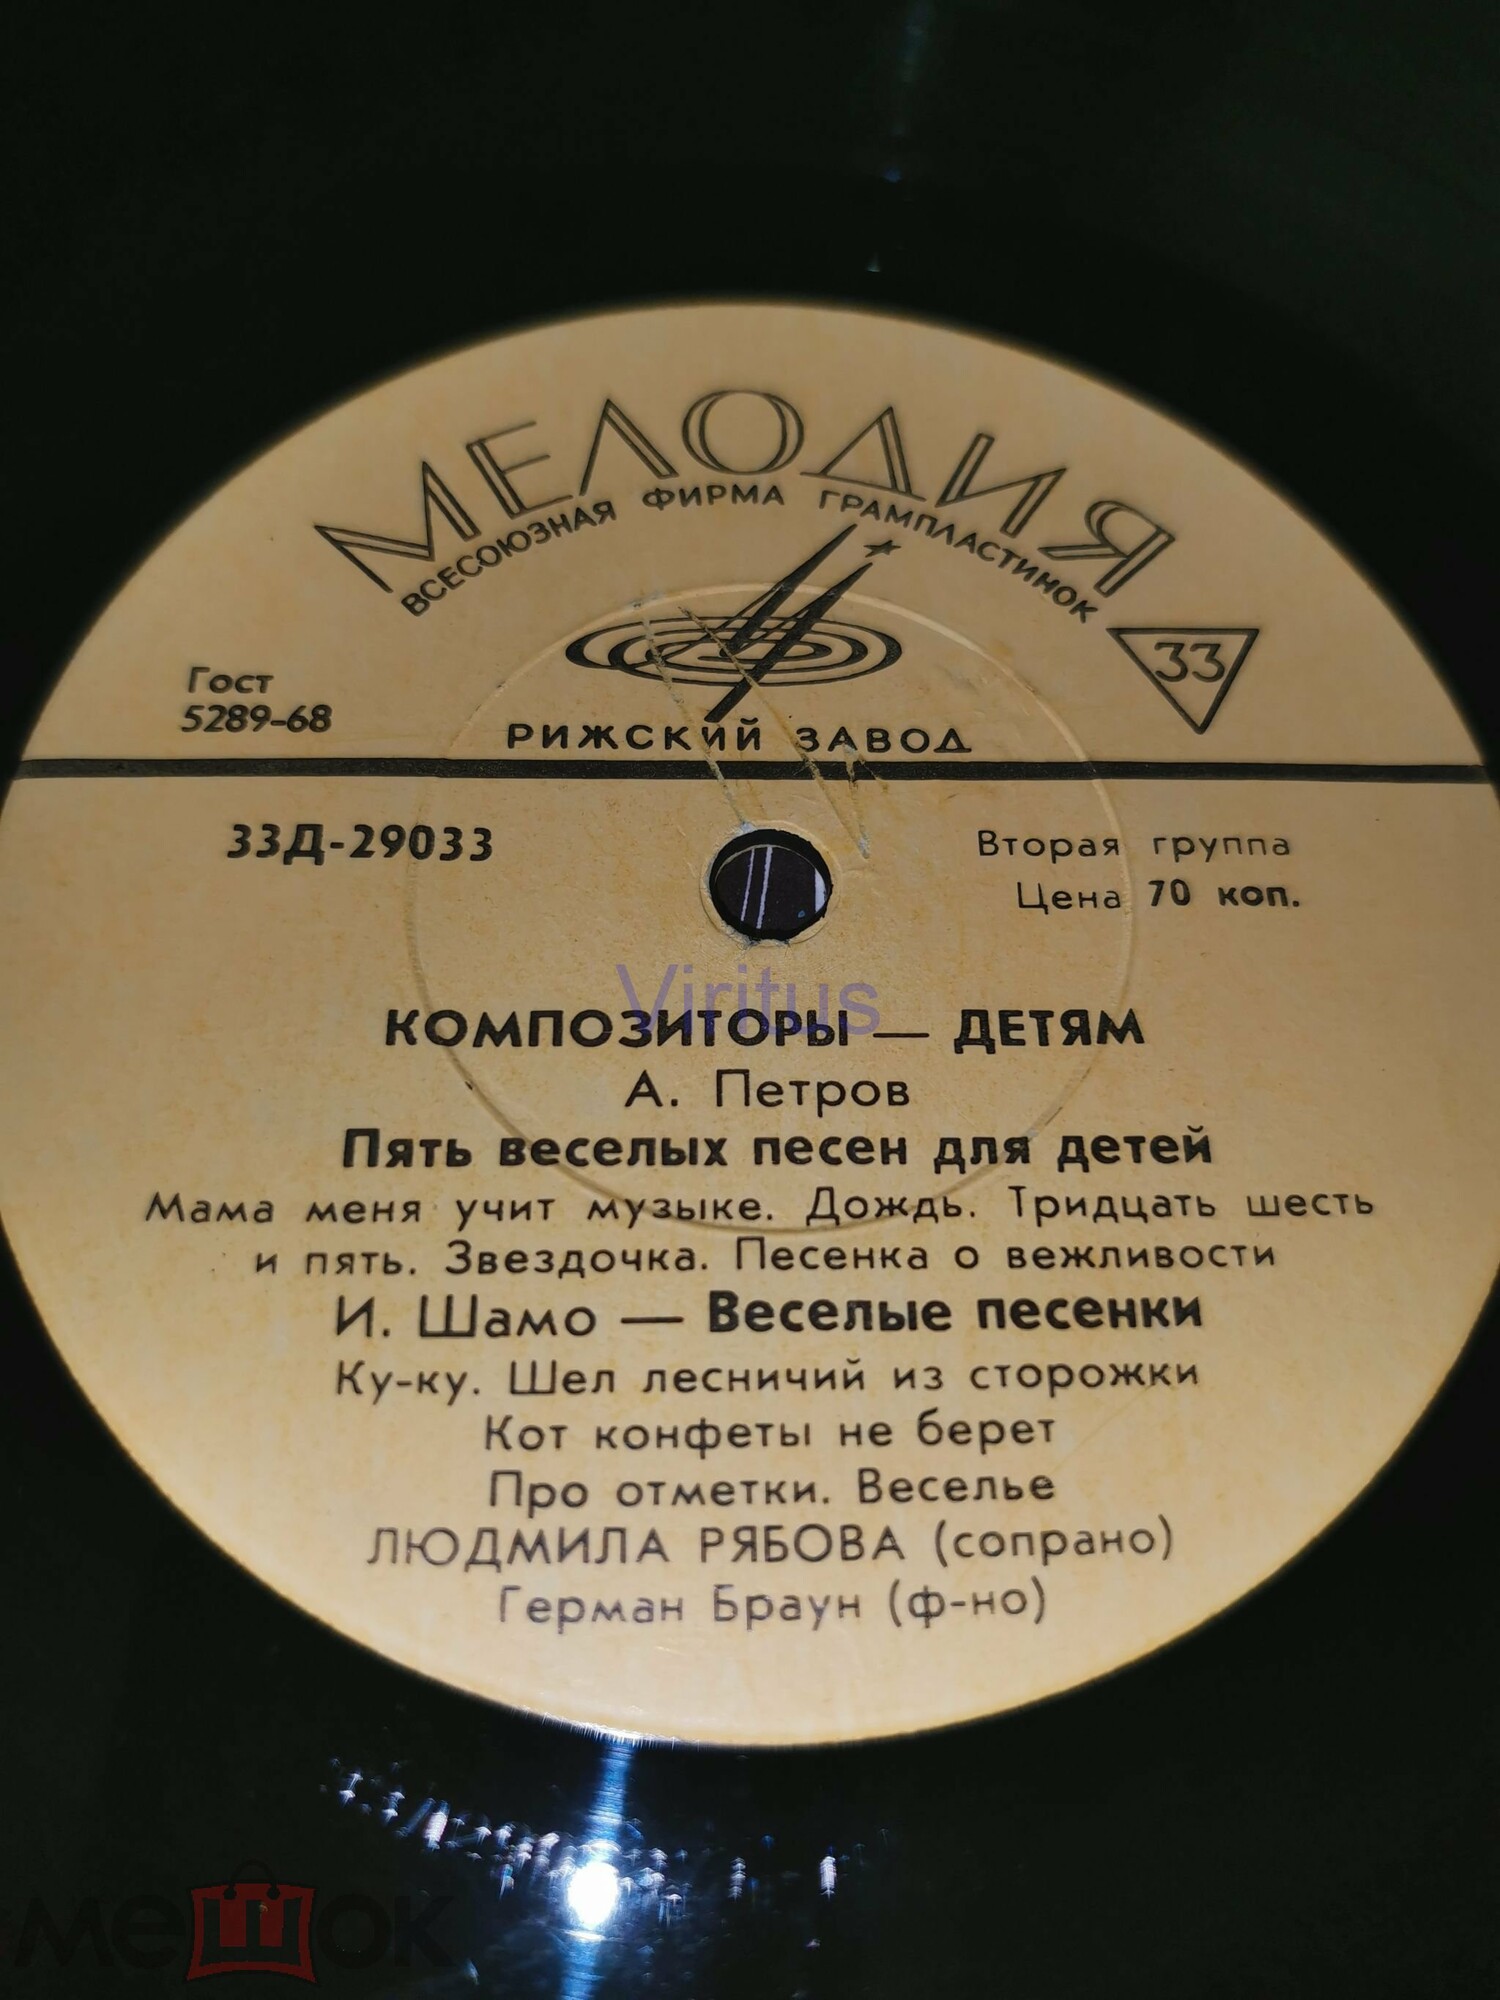 МЕЛОДИЯ
ВСЕСОЮЗНАЯ ФИРМА ГРАМПЛАСТИНОК
33
Гост
5289-68
РИЖСКИЙ ЗАВОД
33Д-29033
Вторая группа
Цена 70 коп.
Viritus
КОМПОЗИТОРЫ — ДЕТЯМ
А. Петров
Пять веселых песен для детей
Мама меня учит музыке. Дождь. Тридцать шесть
и пять. Звездочка. Песенка о вежливости
И. Шамо — Веселые песенки
Ку-ку. Шел лесничий из сторожки
Кот конфеты не берет
Про отметки. Веселье
ЛЮДМИЛА РЯБОВА (сопрано)
Герман Браун (ф-но)
мешок